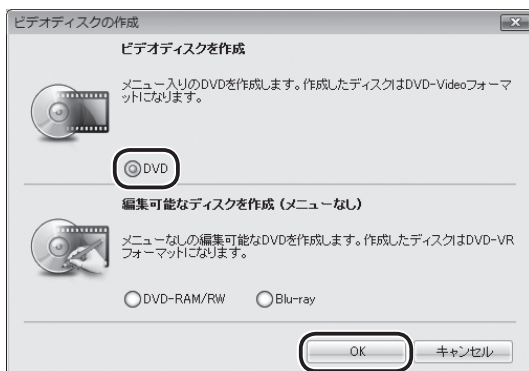 ビデオディスクの作成
ビデオディスクを作成
メニュー入りのDVDを作成します。作成したディスクはDVD-Videoフォーマ
ットになります。
DVD
編集可能なディスクを作成 (メニューなし)
メニューなしの編集可能なDVDを作成します。作成したディスクはDVD-VR
フォーマットになります。
DVD-RAM/RW Blu-ray
OK キャンセル